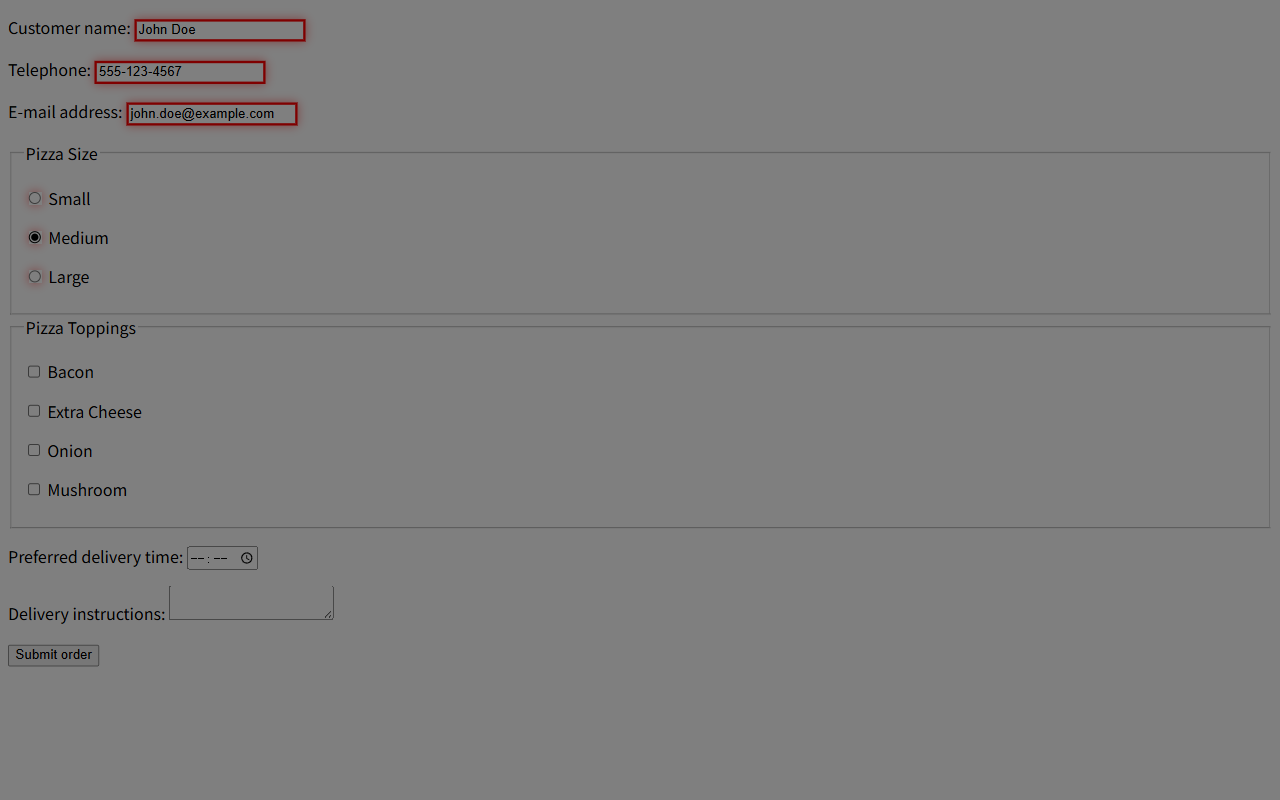 Customer name: John Doe
Telephone: 555-123-4567
E-mail address: john.doe@example.com
Pizza Size
Small
Medium
Large
Pizza Toppings
Bacon
Extra Cheese
Onion
Mushroom
Preferred delivery time: --:--
Delivery instructions:
Submit order